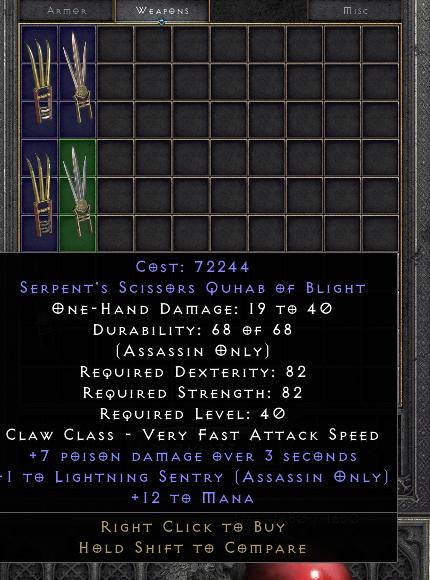 Armor
Weapons
Misc
Cost: 72244
Serpent's Scissors Quhab of Blight
One-Hand Damage: 19 to 40
Durability: 68 of 68
(Assassin Only)
Required Dexterity: 82
Required Strength: 82
Required Level: 40
Claw Class - Very Fast Attack Speed
+7 poison damage over 3 seconds
+1 to Lightning Sentry (Assassin Only)
+12 to Mana
Right Click to Buy
Hold Shift to Compare